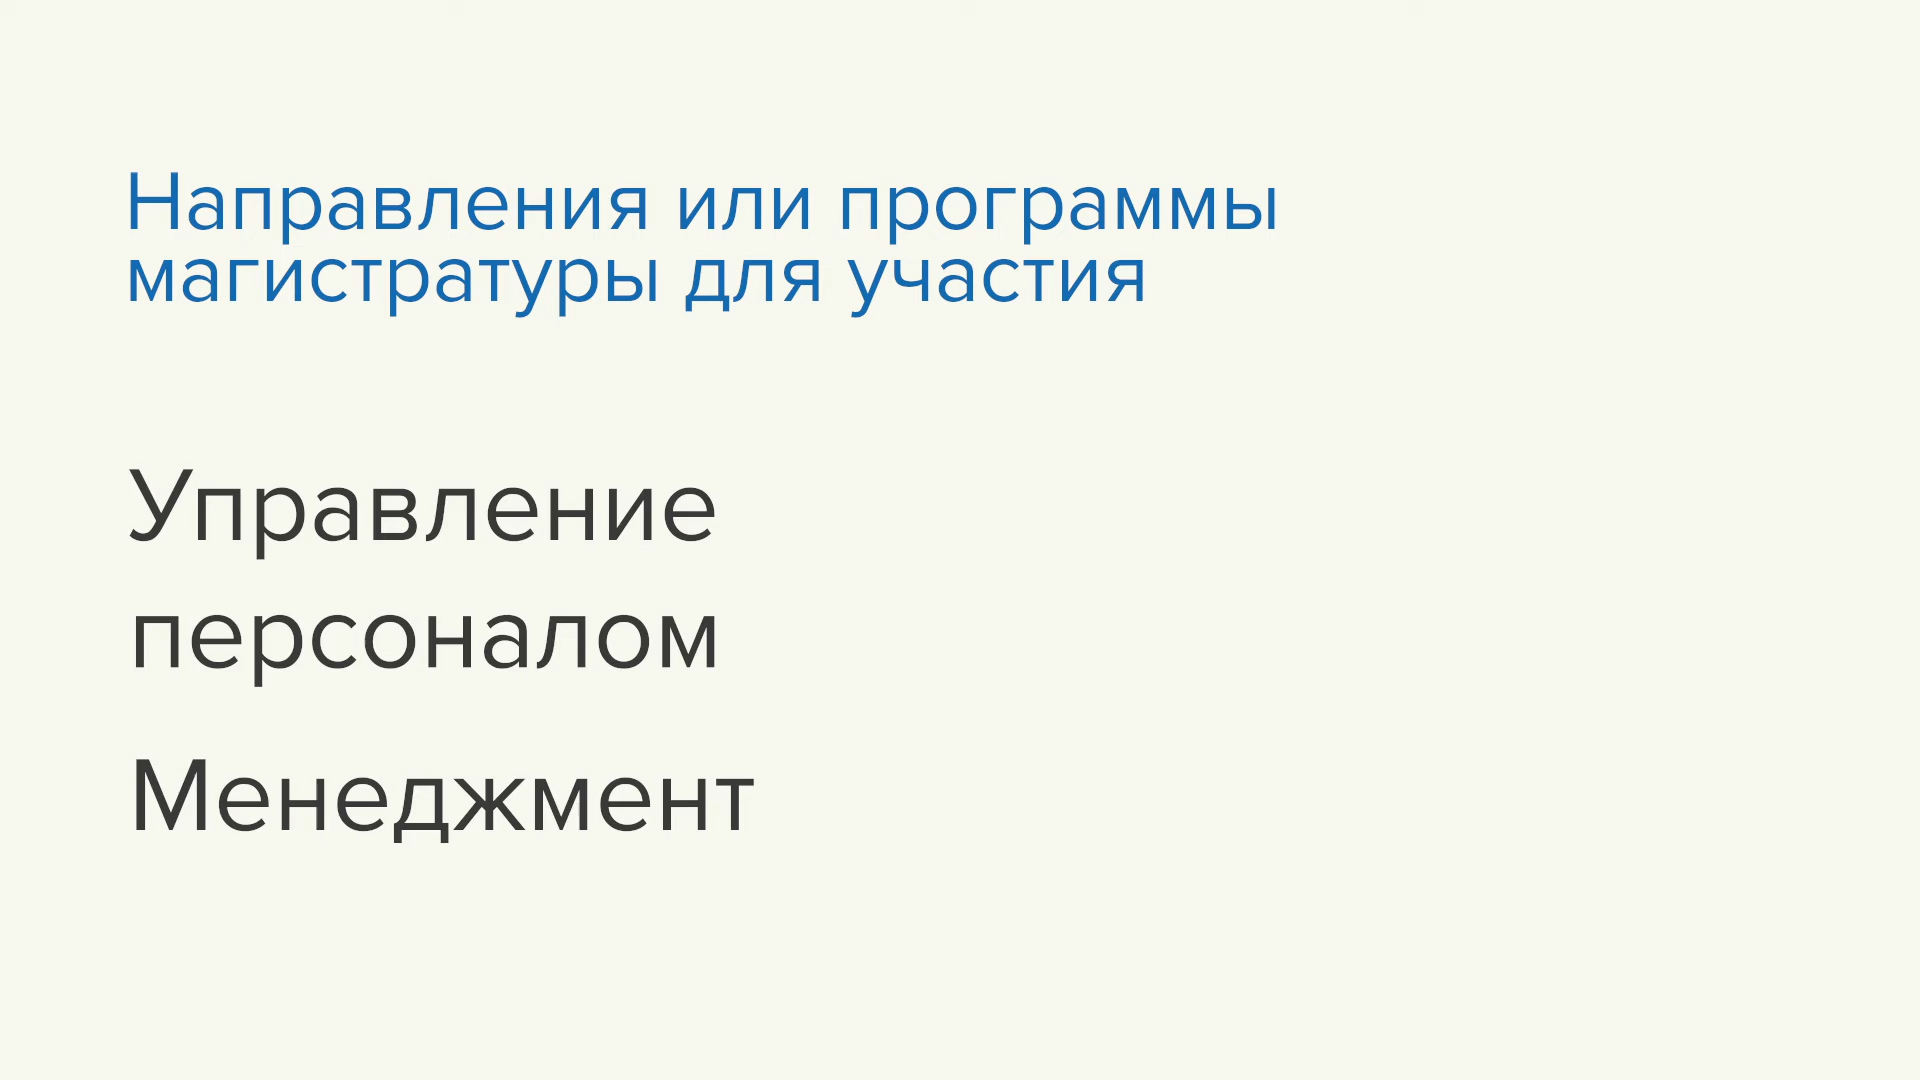 Направления или программы
магистратуры для участия
Управление
персоналом
Менеджмент